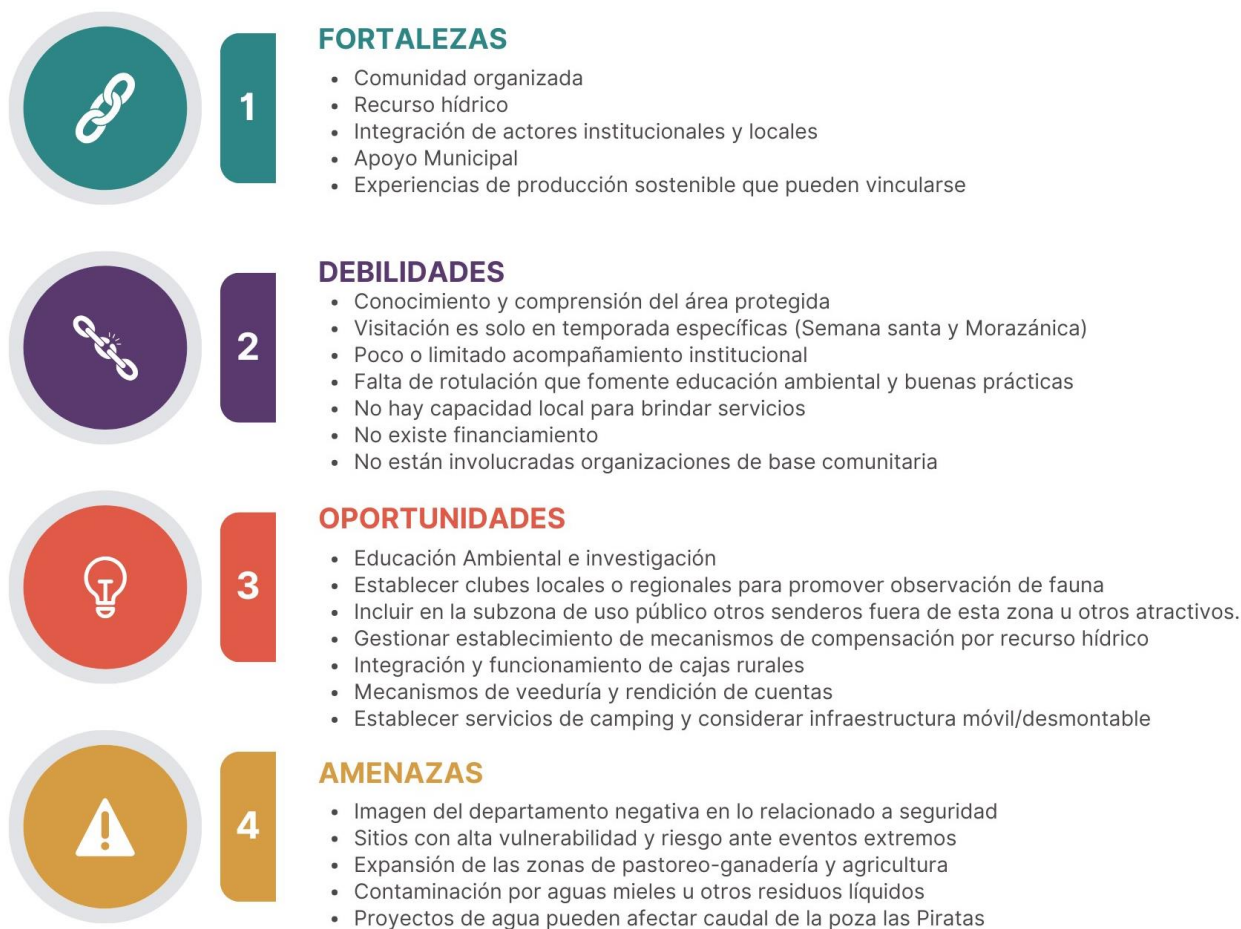 1
FORTALEZAS
• Comunidad organizada
• Recurso hídrico
• Integración de actores institucionales y locales
• Apoyo Municipal
• Experiencias de producción sostenible que pueden vincularse
2
DEBILIDADES
• Conocimiento y comprensión del área protegida
• Visitación es solo en temporada específicas (Semana santa y Morazánica)
• Poco o limitado acompañamiento institucional
• Falta de rotulación que fomente educación ambiental y buenas prácticas
• No hay capacidad local para brindar servicios
• No existe financiamiento
• No están involucradas organizaciones de base comunitaria
3
OPORTUNIDADES
• Educación Ambiental e investigación
• Establecer clubes locales o regionales para promover observación de fauna
• Incluir en la subzona de uso público otros senderos fuera de esta zona u otros atractivos.
• Gestionar establecimiento de mecanismos de compensación por recurso hídrico
• Integración y funcionamiento de cajas rurales
• Mecanismos de veeduría y rendición de cuentas
• Establecer servicios de camping y considerar infraestructura móvil/desmontable
4
AMENAZAS
• Imagen del departamento negativa en lo relacionado a seguridad
• Sitios con alta vulnerabilidad y riesgo ante eventos extremos
• Expansión de las zonas de pastoreo-ganadería y agricultura
• Contaminación por aguas mieles u otros residuos líquidos
• Proyectos de agua pueden afectar caudal de la poza las Piratas